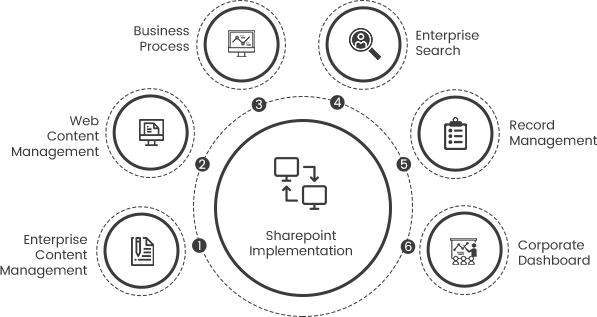 Business
Process
3
Enterprise
Search
4
Web
Content
Management
2
Record
Management
5
Enterprise
Content
Management
1
Corporate
Dashboard
6
Sharepoint
Implementation